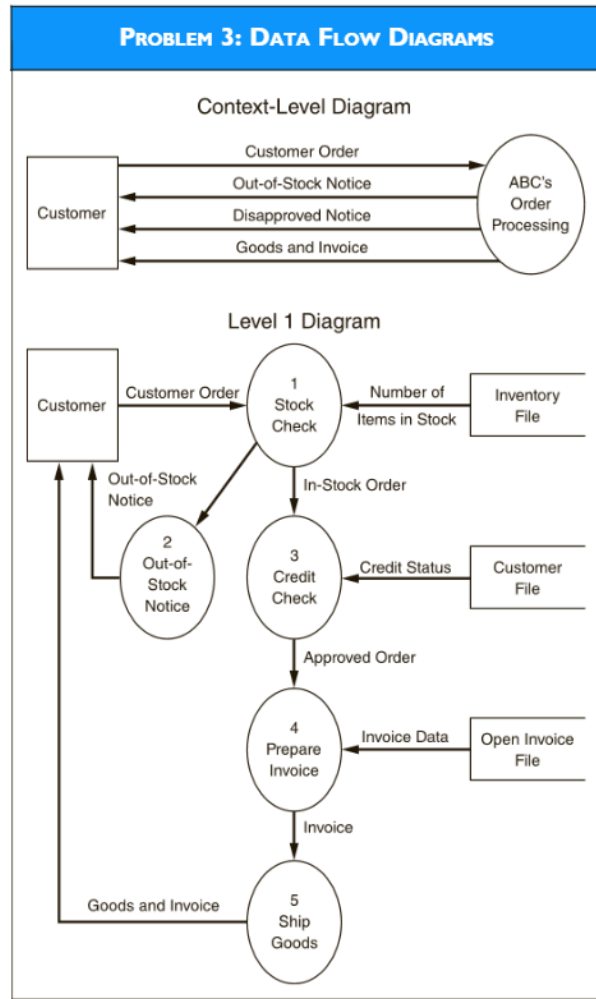 PROBLEM 3: DATA FLOW DIAGRAMS
Context-Level Diagram
Customer Order
Out-of-Stock Notice
Disapproved Notice
Goods and Invoice
Customer
ABC's
Order
Processing
Level 1 Diagram
Customer
Customer Order
1
Stock
Check
Number of
Items in Stock
Inventory
File
Out-of-Stock
Notice
In-Stock Order
2
Out-of-
Stock
Notice
3
Credit
Check
Credit Status
Customer
File
Approved Order
4
Prepare
Invoice
Invoice Data
Open Invoice
File
Invoice
Goods and Invoice
5
Ship
Goods